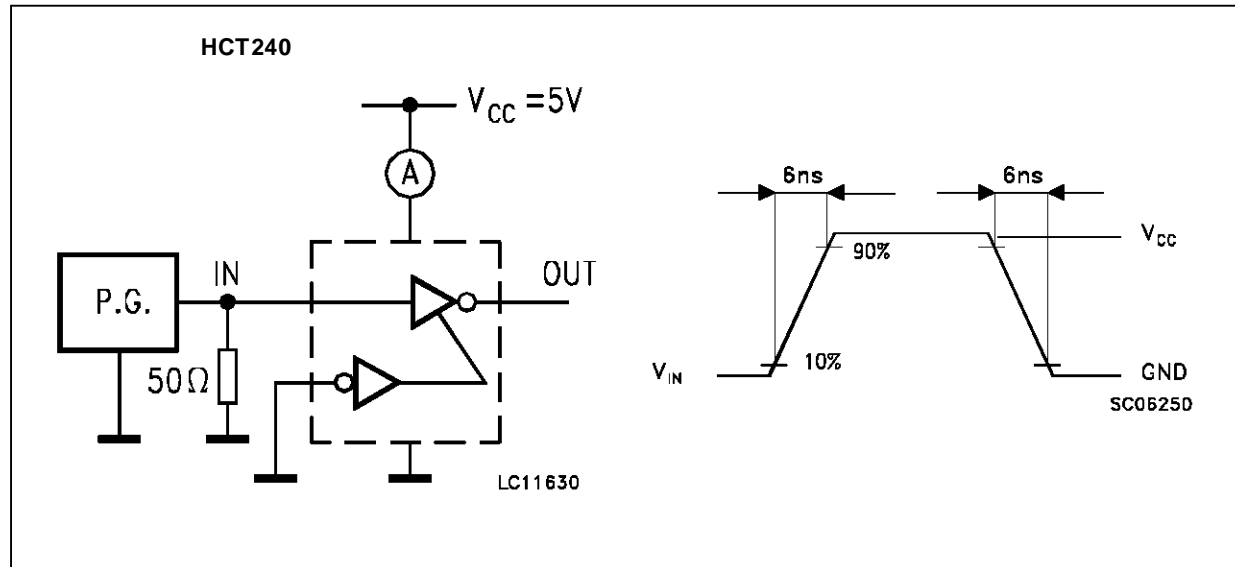 HCT240
V_CC =5V
A
IN
OUT
P.G.
50Ω
LC11630
6ns
6ns
90%
V_CC
10%
V_IN
GND
SC06250